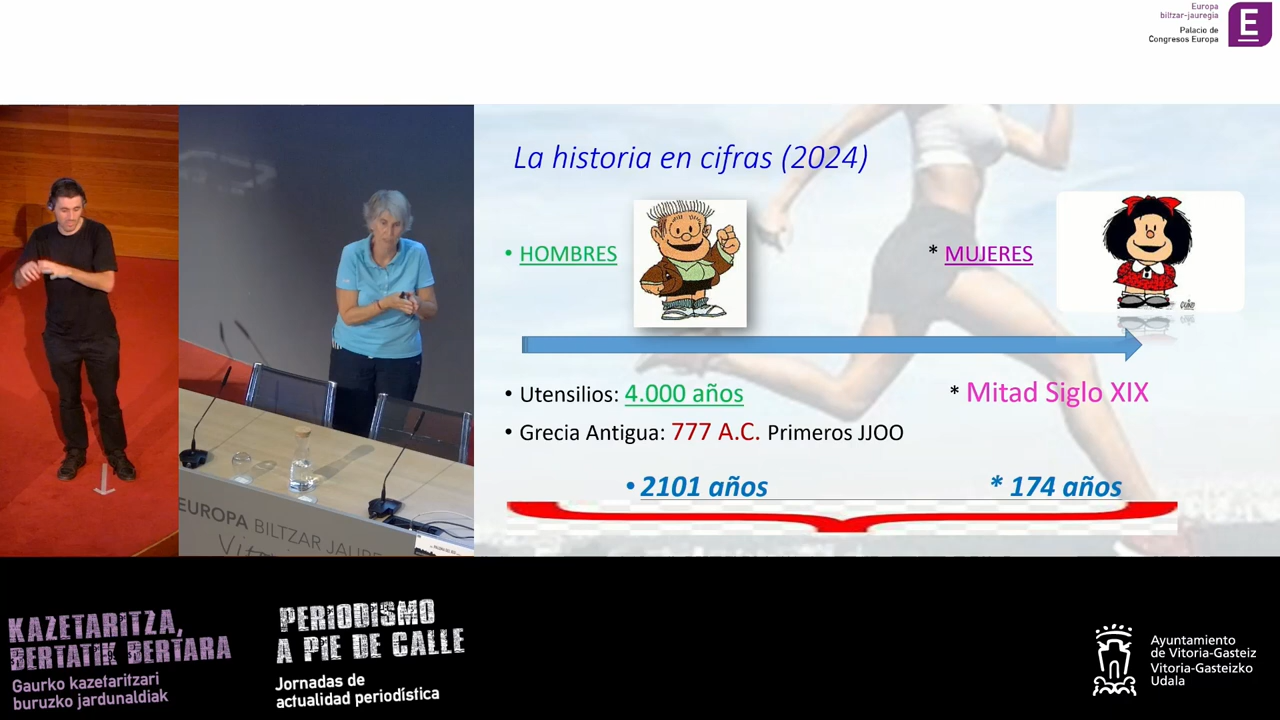 Europa
biltzar-jauregia
Palacio de
Congresos Europa
E
La historia en cifras (2024)
• HOMBRES
* MUJERES
• Utensilios: 4.000 años
* Mitad Siglo XIX
• Grecia Antigua: 777 A.C. Primeros JJOO
• 2101 años
* 174 años
EUROPA BILTZAR JAURE
KAZETARITZA,
BERTATIK BERTARA
Gaurko kazetaritzari
buruzko jardunaldiak
PERIODISMO
A PIE DE CALLE
Jornadas de
actualidad periodística
Ayuntamiento
de Vitoria-Gasteiz
Vitoria-Gasteizko
Udala